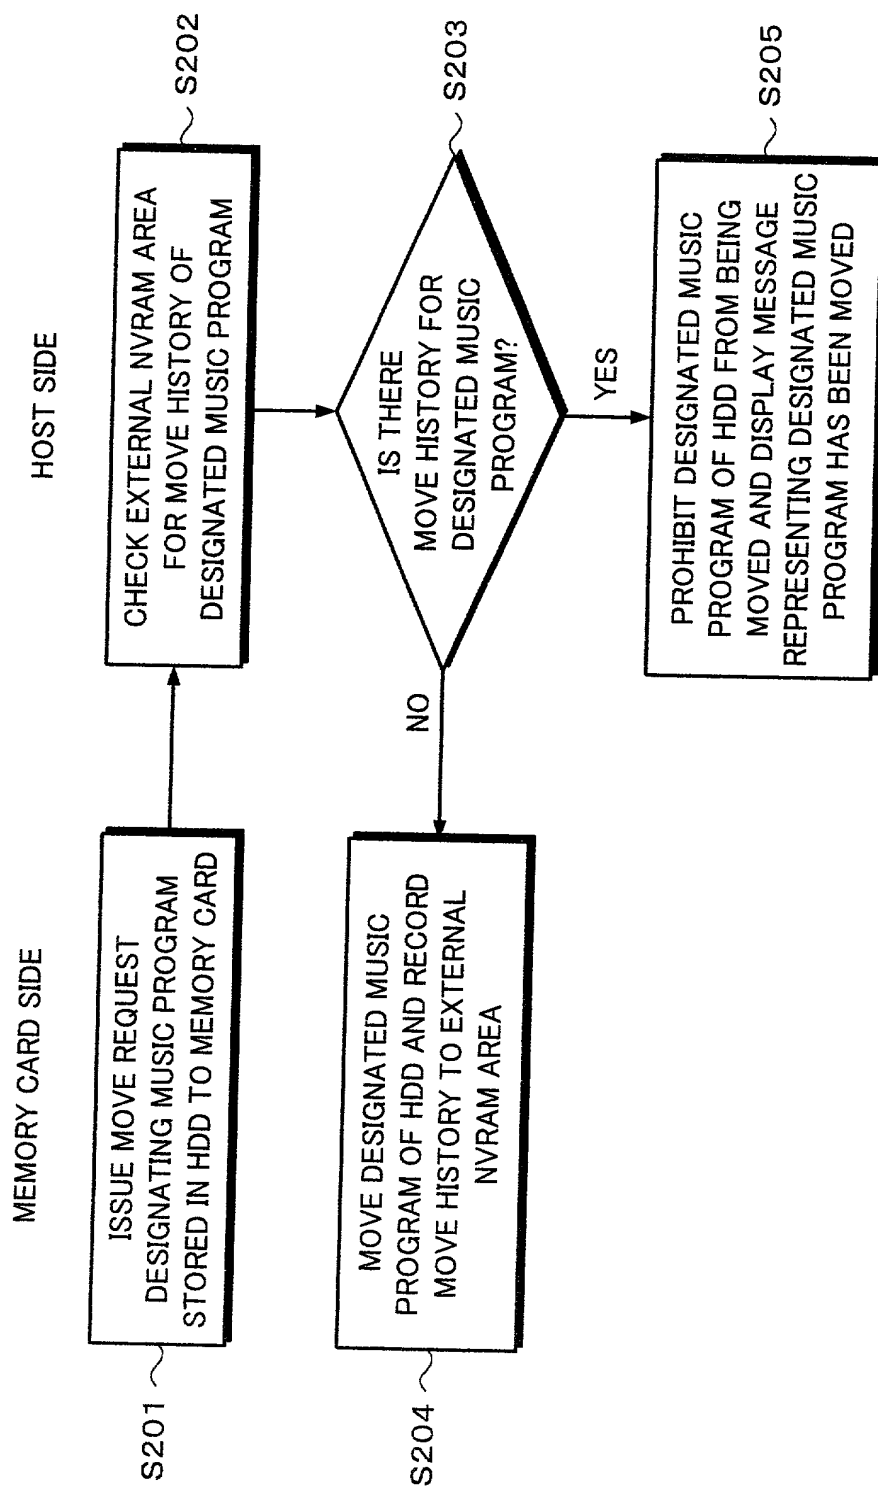 MEMORY CARD SIDE
HOST SIDE
S201
ISSUE MOVE REQUEST
DESIGNATING MUSIC PROGRAM
STORED IN HDD TO MEMORY CARD
CHECK EXTERNAL NVRAM AREA
FOR MOVE HISTORY OF
DESIGNATED MUSIC PROGRAM
S202
IS THERE
MOVE HISTORY FOR
DESIGNATED MUSIC
PROGRAM?
S203
NO
YES
S204
MOVE DESIGNATED MUSIC
PROGRAM OF HDD AND RECORD
MOVE HISTORY TO EXTERNAL
NVRAM AREA
PROHIBIT DESIGNATED MUSIC
PROGRAM OF HDD FROM BEING
MOVED AND DISPLAY MESSAGE
REPRESENTING DESIGNATED MUSIC
PROGRAM HAS BEEN MOVED
S205